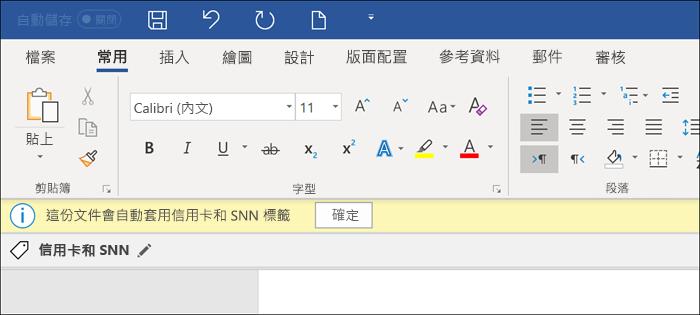 自動儲存 關閉
檔案 常用 插入 繪圖 設計 版面配置 參考資料 郵件 審核
貼上
剪貼簿
Calibri (內文) 11 A A Aa A
B I U ab x₂ x² A A
字型
段落
這份文件會自動套用信用卡和 SNN 標籤 確定
信用卡和 SNN